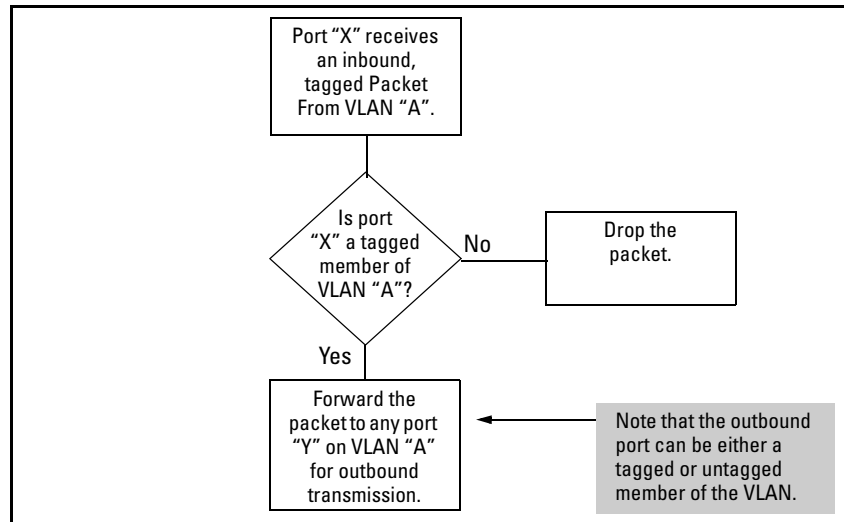 Port “X” receives
an inbound,
tagged Packet
From VLAN “A”.
Is port
“X” a tagged
member of
VLAN “A”?
No
Drop the
packet.
Yes
Forward the
packet to any port
“Y” on VLAN “A”
for outbound
transmission.
Note that the outbound
port can be either a
tagged or untagged
member of the VLAN.